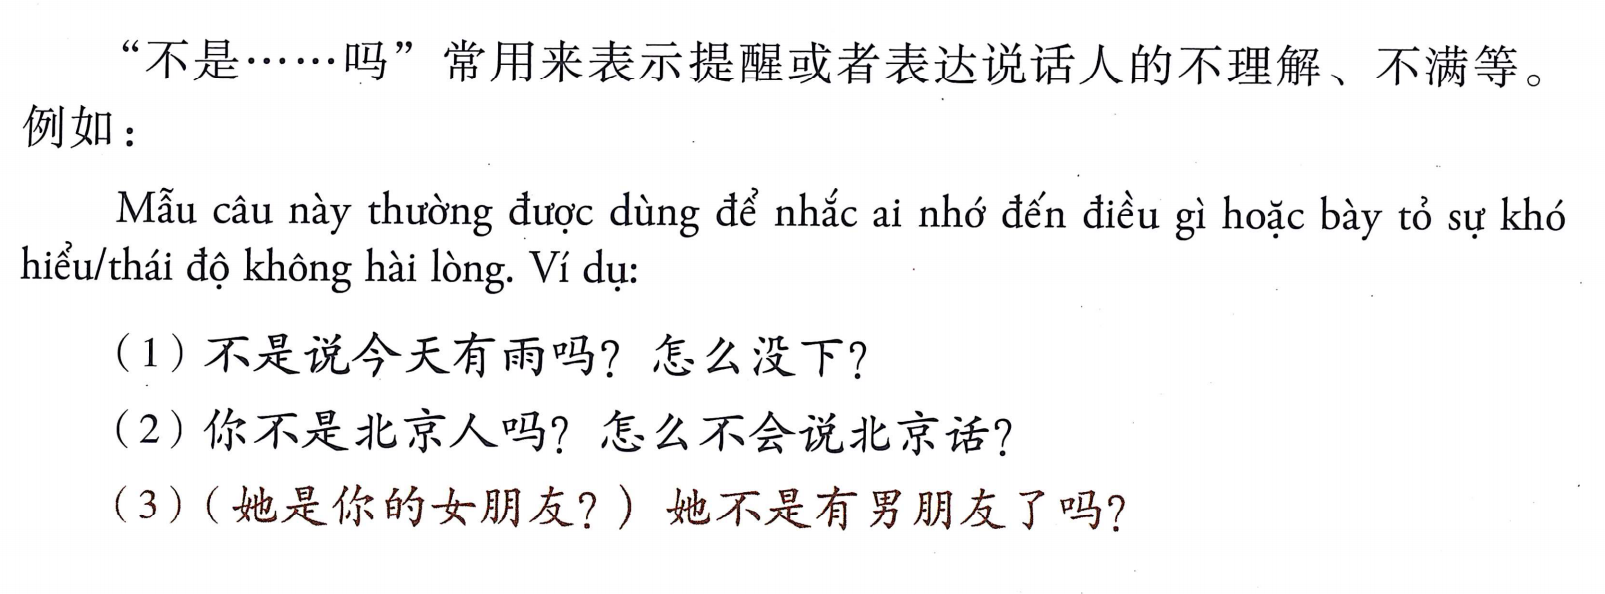 “不是……吗”常用来表示提醒或者表达说话人的不理解、不满等。
例如：
Mẫu câu này thường được dùng để nhắc ai nhớ đến điều gì hoặc bày tỏ sự khó
hiểu/thái độ không hài lòng. Ví dụ:
（1）不是说今天有雨吗？怎么没下？
（2）你不是北京人吗？怎么不会说北京话？
（3）（她是你的女朋友？）她不是有男朋友了吗？